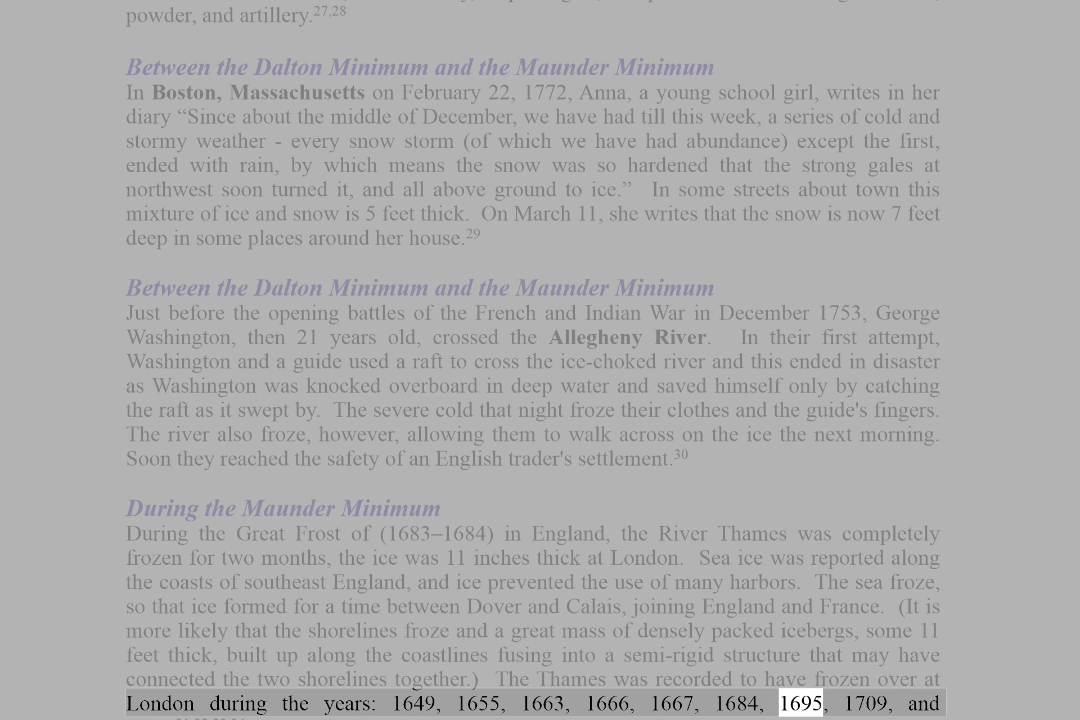 powder, and artillery.27,28
Between the Dalton Minimum and the Maunder Minimum
In Boston, Massachusetts on February 22, 1772, Anna, a young school girl, writes in her
diary “Since about the middle of December, we have had till this week, a series of cold and
stormy weather - every snow storm (of which we have had abundance) except the first,
ended with rain, by which means the snow was so hardened that the strong gales at
northwest soon turned it, and all above ground to ice.” In some streets about town this
mixture of ice and snow is 5 feet thick. On March 11, she writes that the snow is now 7 feet
deep in some places around her house.29
Between the Dalton Minimum and the Maunder Minimum
Just before the opening battles of the French and Indian War in December 1753, George
Washington, then 21 years old, crossed the Allegheny River. In their first attempt,
Washington and a guide used a raft to cross the ice-choked river and this ended in disaster
as Washington was knocked overboard in deep water and saved himself only by catching
the raft as it swept by. The severe cold that night froze their clothes and the guide's fingers.
The river also froze, however, allowing them to walk across on the ice the next morning.
Soon they reached the safety of an English trader's settlement.30
During the Maunder Minimum
During the Great Frost of (1683–1684) in England, the River Thames was completely
frozen for two months, the ice was 11 inches thick at London. Sea ice was reported along
the coasts of southeast England, and ice prevented the use of many harbors. The sea froze,
so that ice formed for a time between Dover and Calais, joining England and France. (It is
more likely that the shorelines froze and a great mass of densely packed icebergs, some 11
feet thick, built up along the coastlines fusing into a semi-rigid structure that may have
connected the two shorelines together.) The Thames was recorded to have frozen over at
London during the years: 1649, 1655, 1663, 1666, 1667, 1684, 1695, 1709, and